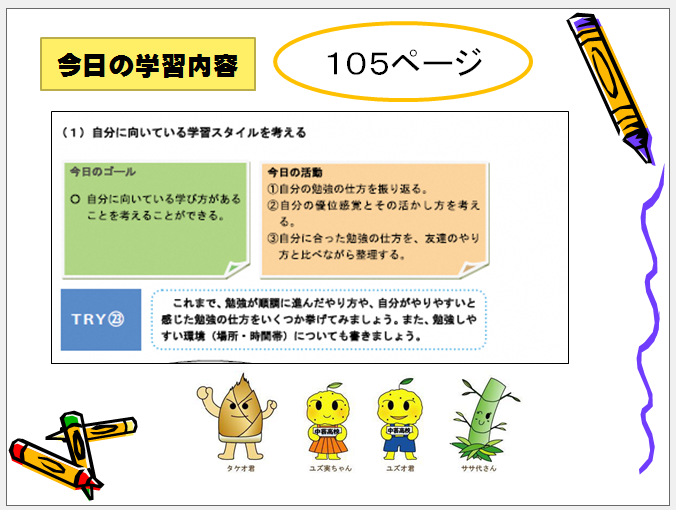 今日の学習内容
105ページ
（１）自分に向いている学習スタイルを考える
今日のゴール
○ 自分に向いている学び方がある
ことを考えることができる。
今日の活動
①自分の勉強の仕方を振り返る。
②自分の優位感覚とその活かし方を考え
る。
③自分に合った勉強の仕方を、友達のやり
方と比べながら整理する。
TRY㉓
これまで、勉強が順調に進んだやり方や、自分がやりやすいと
感じた勉強の仕方をいくつか挙げてみましょう。また、勉強しや
すい環境（場所・時間帯）についても書きましょう。
中芸高校
中芸高校
タケオ君
ユズ実ちゃん
ユズオ君
ササ代さん